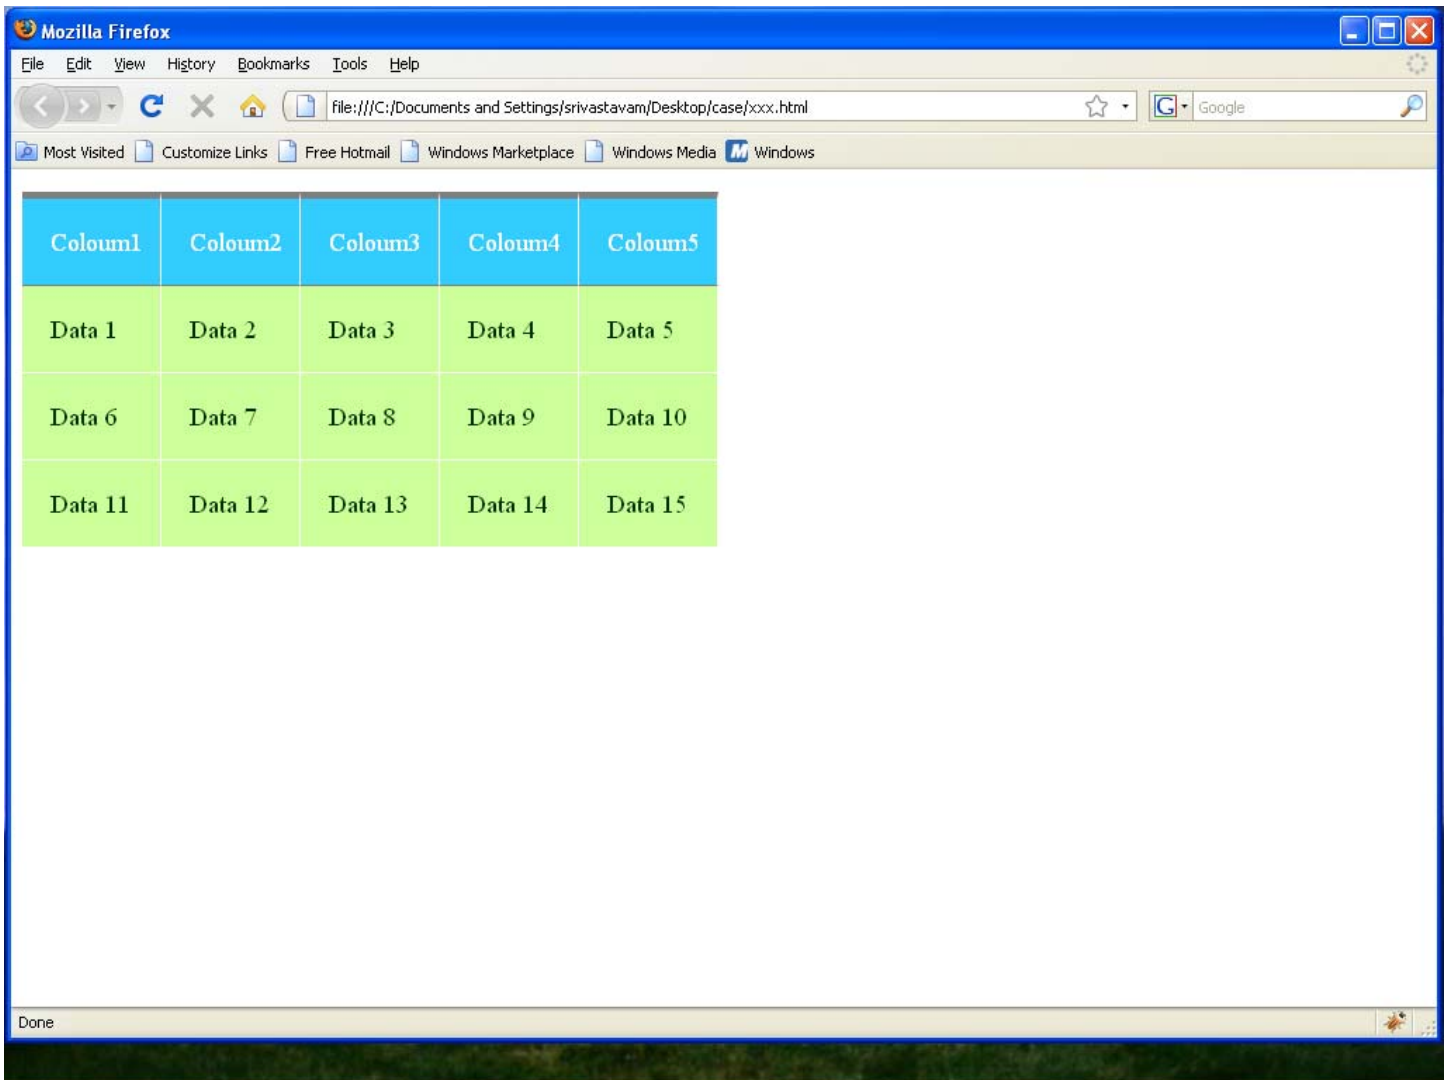 Mozilla Firefox
File Edit View History Bookmarks Tools Help
file:///C:/Documents and Settings/srivastavam/Desktop/case/xxx.html G Google
Most Visited Customize Links Free Hotmail Windows Marketplace Windows Media M Windows
Coloum1 Coloum2 Coloum3 Coloum4 Coloum5
Data 1 Data 2 Data 3 Data 4 Data 5
Data 6 Data 7 Data 8 Data 9 Data 10
Data 11 Data 12 Data 13 Data 14 Data 15
Done